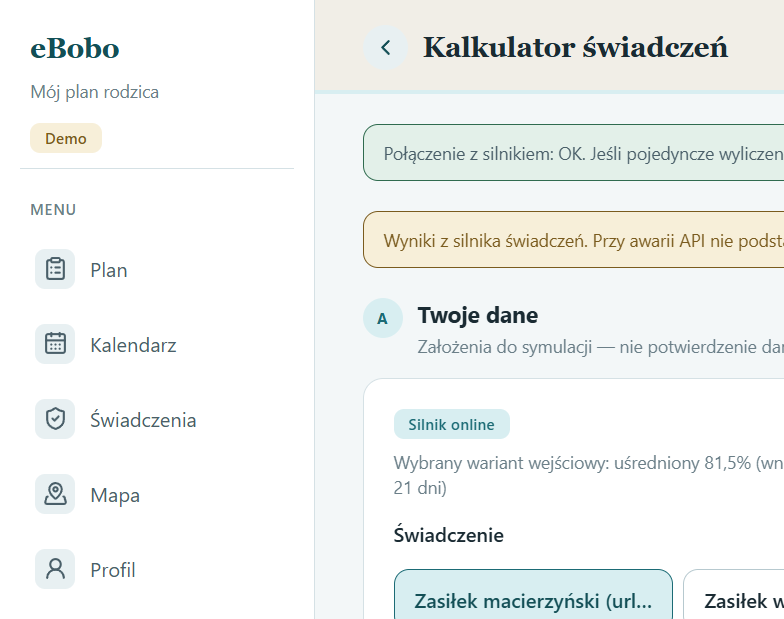 eBobo
Mój plan rodzica
Demo
MENU
Plan
Kalendarz
Świadczenia
Mapa
Profil
Kalkulator świadczeń
Połączenie z silnikiem: OK. Jeśli pojedyncze wyliczen
Wyniki z silnika świadczeń. Przy awarii API nie podst
A
Twoje dane
Założenia do symulacji — nie potwierdzenie da
Silnik online
Wybrany wariant wejściowy: uśredniony 81,5% (wn
21 dni)
Świadczenie
Zasiłek macierzyński (url...
Zasiłek w